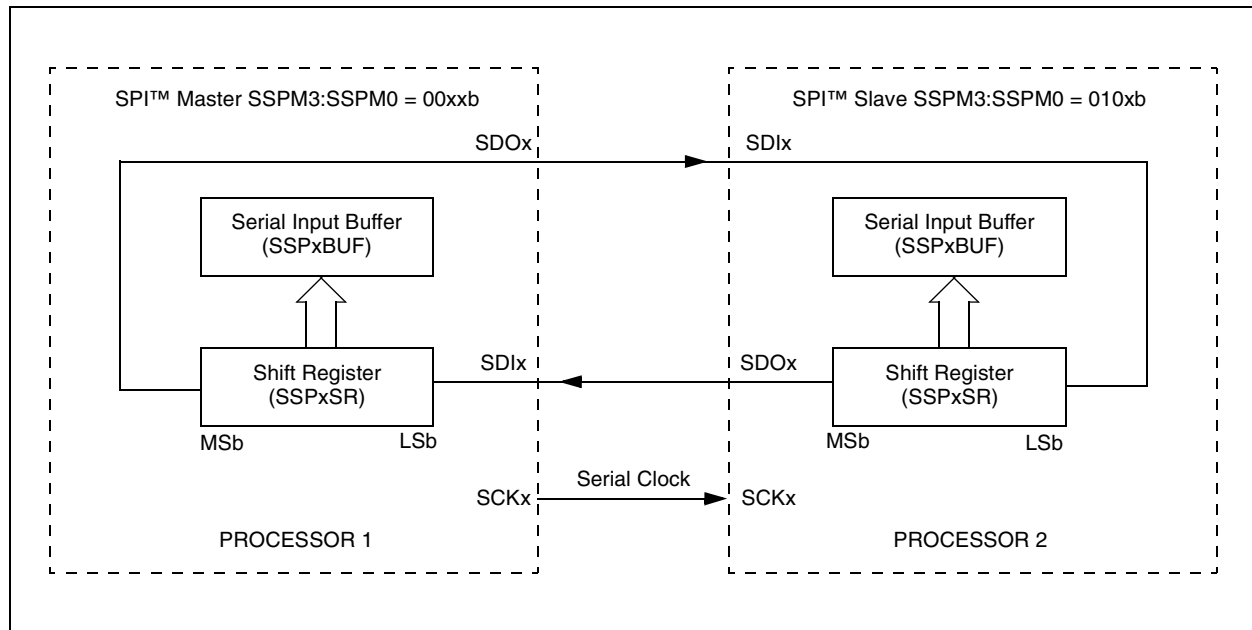 SPI™ Master SSPM3:SSPM0 = 00xxb
SPI™ Slave SSPM3:SSPM0 = 010xb
SDOx
SDIx
Serial Input Buffer
(SSPxBUF)
Serial Input Buffer
(SSPxBUF)
SDIx
SDOx
Shift Register
(SSPxSR)
Shift Register
(SSPxSR)
MSb
LSb
MSb
LSb
Serial Clock
SCKx
SCKx
PROCESSOR 1
PROCESSOR 2